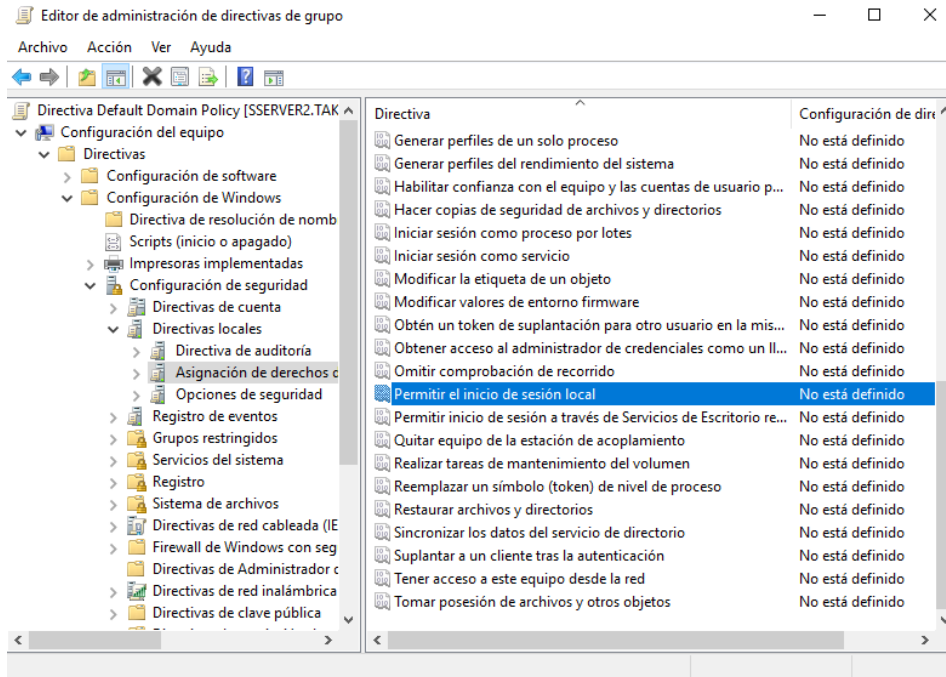 Editor de administración de directivas de grupo
Archivo Acción Ver Ayuda
Directiva Default Domain Policy [SSERVER2.TAK
Configuración del equipo
Directivas
Configuración de software
Configuración de Windows
Directiva de resolución de nomb
Scripts (inicio o apagado)
Impresoras implementadas
Configuración de seguridad
Directivas de cuenta
Directivas locales
Directiva de auditoría
Asignación de derechos d
Opciones de seguridad
Registro de eventos
Grupos restringidos
Servicios del sistema
Registro
Sistema de archivos
Directivas de red cableada (IE
Firewall de Windows con seg
Directivas de Administrador d
Directivas de red inalámbrica
Directivas de clave pública
Directiva Configuración de dire
Generar perfiles de un solo proceso No está definido
Generar perfiles del rendimiento del sistema No está definido
Habilitar confianza con el equipo y las cuentas de usuario p... No está definido
Hacer copias de seguridad de archivos y directorios No está definido
Iniciar sesión como proceso por lotes No está definido
Iniciar sesión como servicio No está definido
Modificar la etiqueta de un objeto No está definido
Modificar valores de entorno firmware No está definido
Obtén un token de suplantación para otro usuario en la mis... No está definido
Obtener acceso al administrador de credenciales como un ll... No está definido
Omitir comprobación de recorrido No está definido
Permitir el inicio de sesión local No está definido
Permitir inicio de sesión a través de Servicios de Escritorio re... No está definido
Quitar equipo de la estación de acoplamiento No está definido
Realizar tareas de mantenimiento del volumen No está definido
Reemplazar un símbolo (token) de nivel de proceso No está definido
Restaurar archivos y directorios No está definido
Sincronizar los datos del servicio de directorio No está definido
Suplantar a un cliente tras la autenticación No está definido
Tener acceso a este equipo desde la red No está definido
Tomar posesión de archivos y otros objetos No está definido